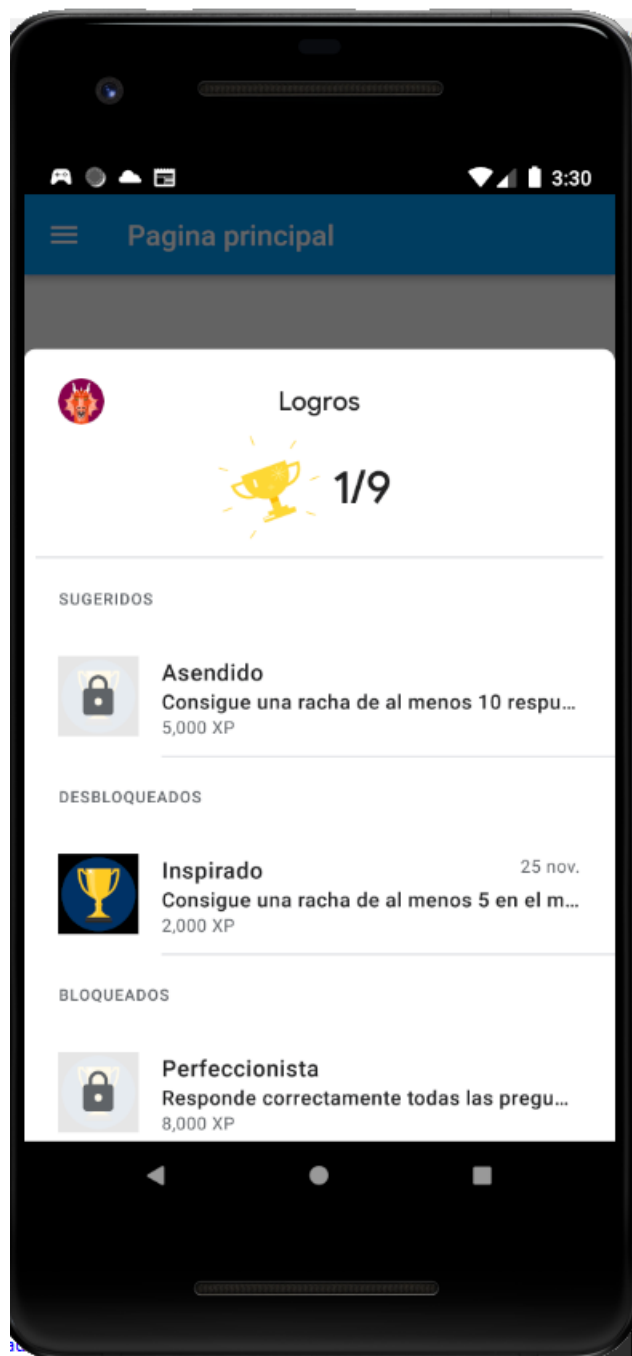 3:30
Pagina principal
Logros
1/9
SUGERIDOS
Asendido
Consigue una racha de al menos 10 respu...
5,000 XP
DESBLOQUEADOS
Inspirado 25 nov.
Consigue una racha de al menos 5 en el m...
2,000 XP
BLOQUEADOS
Perfeccionista
Responde correctamente todas las pregu...
8,000 XP